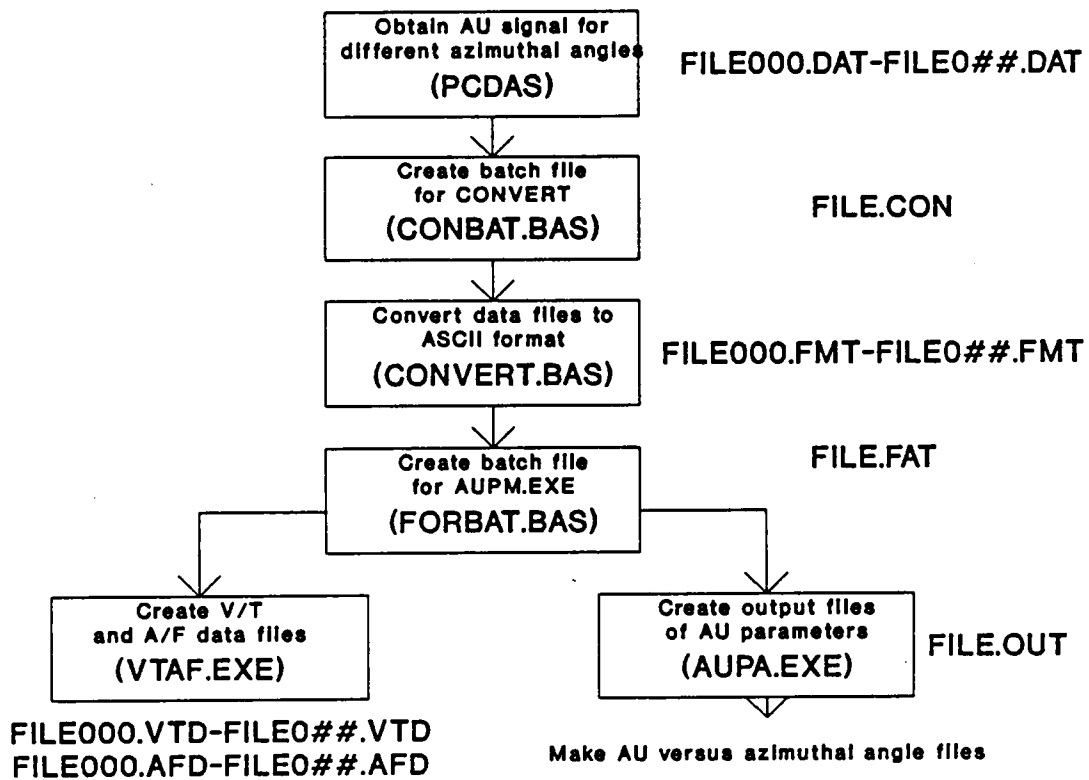 Obtain AU signal for
different azimuthal angles
(PCDAS)
FILE000.DAT-FILE0##.DAT
Create batch file
for CONVERT
(CONBAT.BAS)
FILE.CON
Convert data files to
ASCII format
(CONVERT.BAS)
FILE000.FMT-FILE0##.FMT
Create batch file
for AUPM.EXE
(FORBAT.BAS)
FILE.FAT
Create V/T
and A/F data files
(VTAF.EXE)
FILE000.VTD-FILE0##.VTD
FILE000.AFD-FILE0##.AFD
Create output files
of AU parameters
(AUPA.EXE)
FILE.OUT
Make AU versus azimuthal angle files